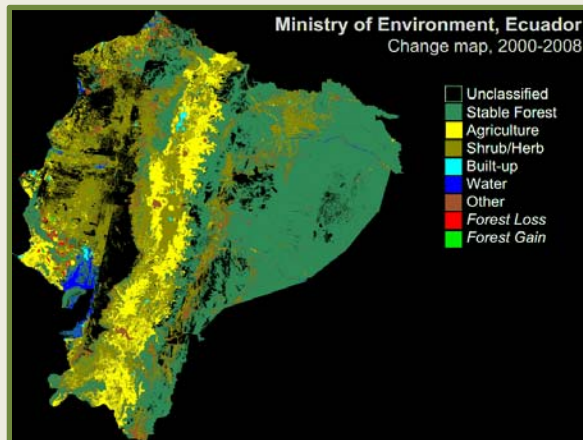 Ministry of Environment, Ecuador
Change map, 2000-2008
Unclassified
Stable Forest
Agriculture
Shrub/Herb
Built-up
Water
Other
Forest Loss
Forest Gain